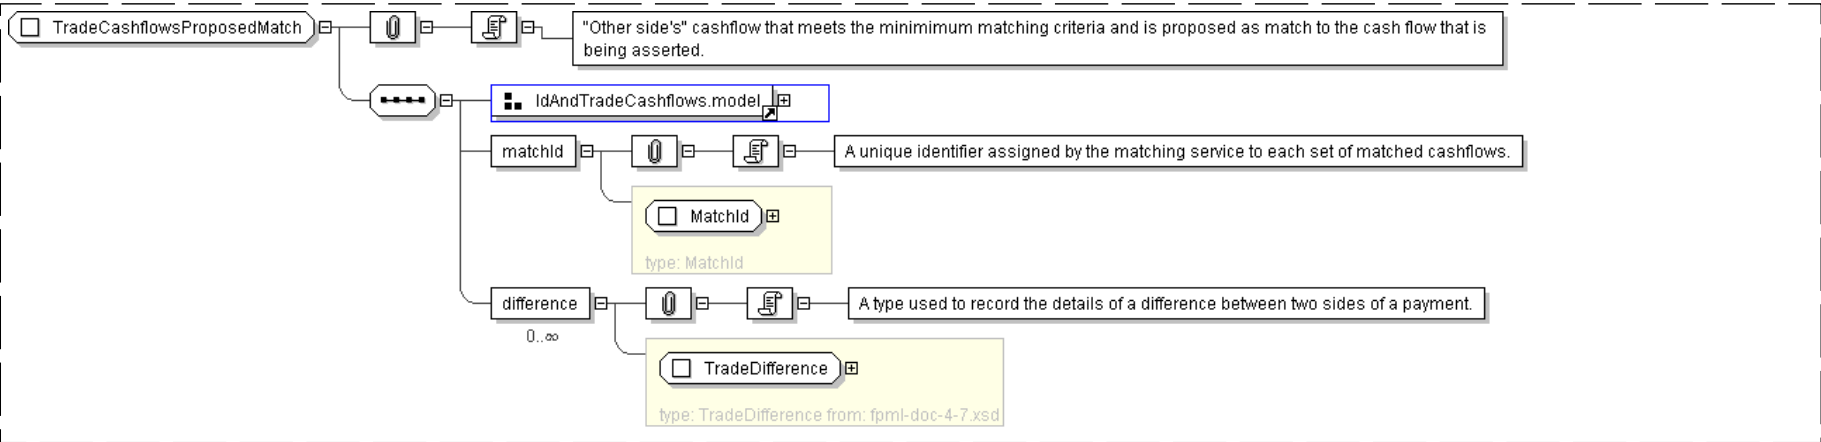 TradeCashflowsProposedMatch
"Other side's" cashflow that meets the minimimum matching criteria and is proposed as match to the cash flow that is
being asserted.
IdAndTradeCashflows.model
matchId
A unique identifier assigned by the matching service to each set of matched cashflows.
MatchId
type: MatchId
difference
A type used to record the details of a difference between two sides of a payment.
0..∞
TradeDifference
type: TradeDifference from: fpml-doc-4-7.xsd